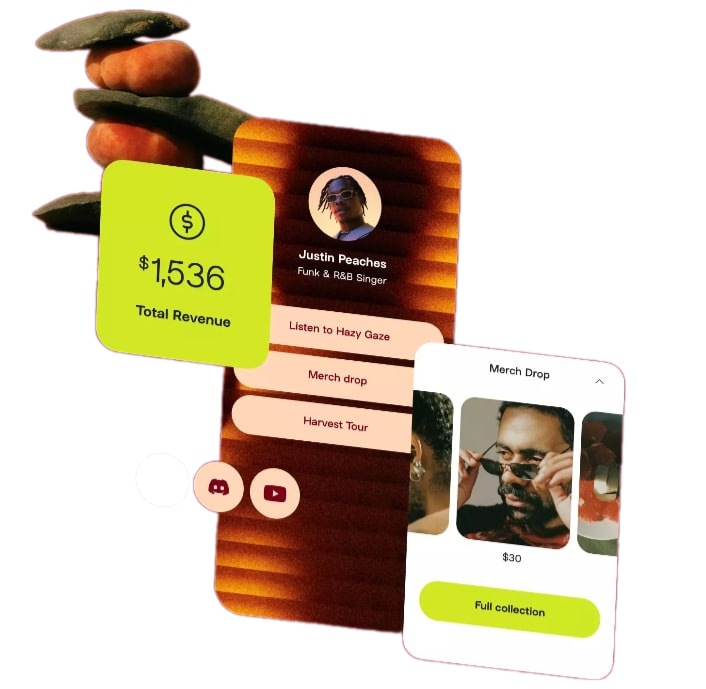 $1,536
Total Revenue
Justin Peaches
Funk & R&B Singer
Listen to Hazy Gaze
Merch drop
Harvest Tour
Merch Drop
$30
Full collection